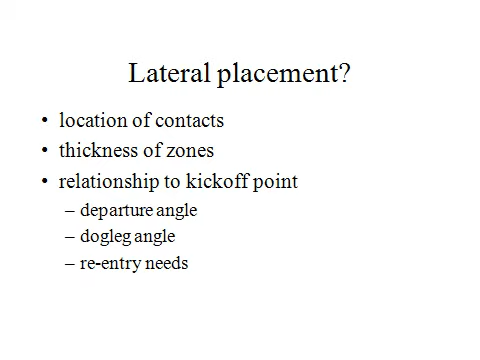 Lateral placement?
• location of contacts
• thickness of zones
• relationship to kickoff point
– departure angle
– dogleg angle
– re-entry needs